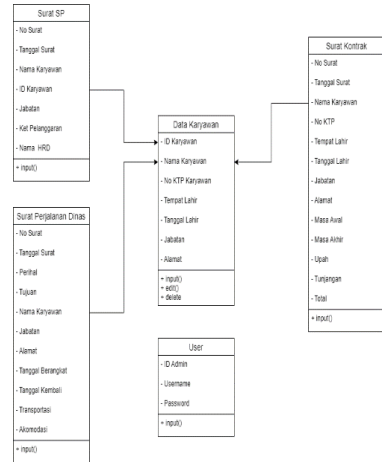 Surat SP
- No Surat
- Tanggal Surat
- Nama Karyawan
- ID Karyawan
- Jabatan
- Ket Pelanggaran
- Nama HRD
+ input()
Surat Perjalanan Dinas
- No Surat
- Tanggal Surat
- Perihal
- Tujuan
- Nama Karyawan
- Jabatan
- Alamat
- Tanggal Berangkat
- Tanggal Kembali
- Transportasi
- Akomodasi
+ input()
Data Karyawan
- ID Karyawan
- Nama Karyawan
- No KTP Karyawan
- Tempat Lahir
- Tanggal Lahir
- Jabatan
- Alamat
+ input()
+ edit()
+ delete
User
- ID Admin
- Username
- Password
+ input()
Surat Kontrak
- No Surat
- Tanggal Surat
- Nama Karyawan
- No KTP
- Tempat Lahir
- Tanggal Lahir
- Jabatan
- Alamat
- Masa Awal
- Masa Akhir
- Upah
- Tunjangan
- Total
+ input()